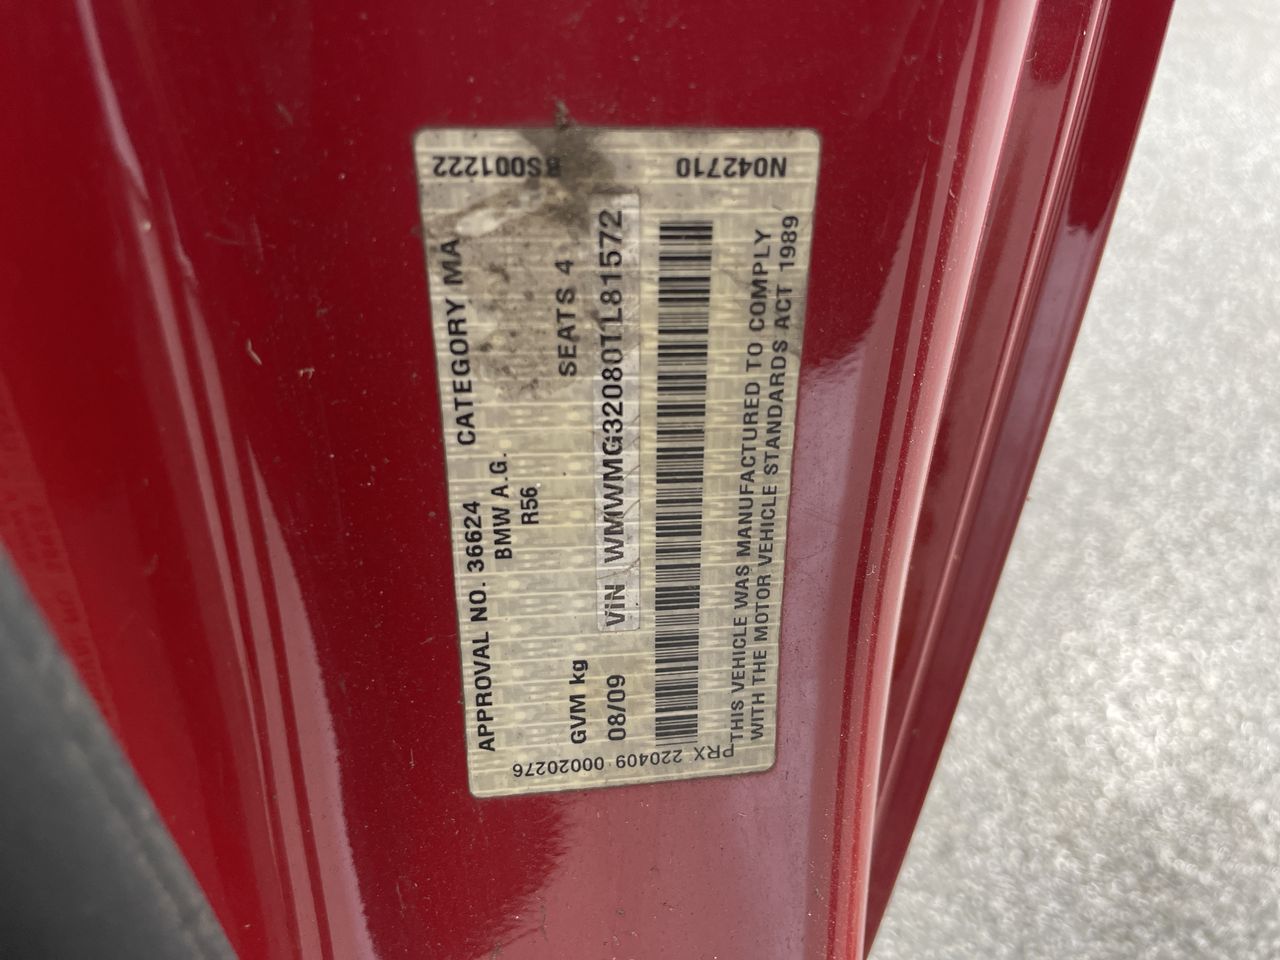 APPROVAL NO. 36624 CATEGORY MA
BMW A.G.
R56
GVM kg SEATS 4
08/09 VIN WMWMG32080TL81572
THIS VEHICLE WAS MANUFACTURED TO COMPLY
WITH THE MOTOR VEHICLE STANDARDS ACT 1989
PRX 220409 00020276
N042710
BS001222